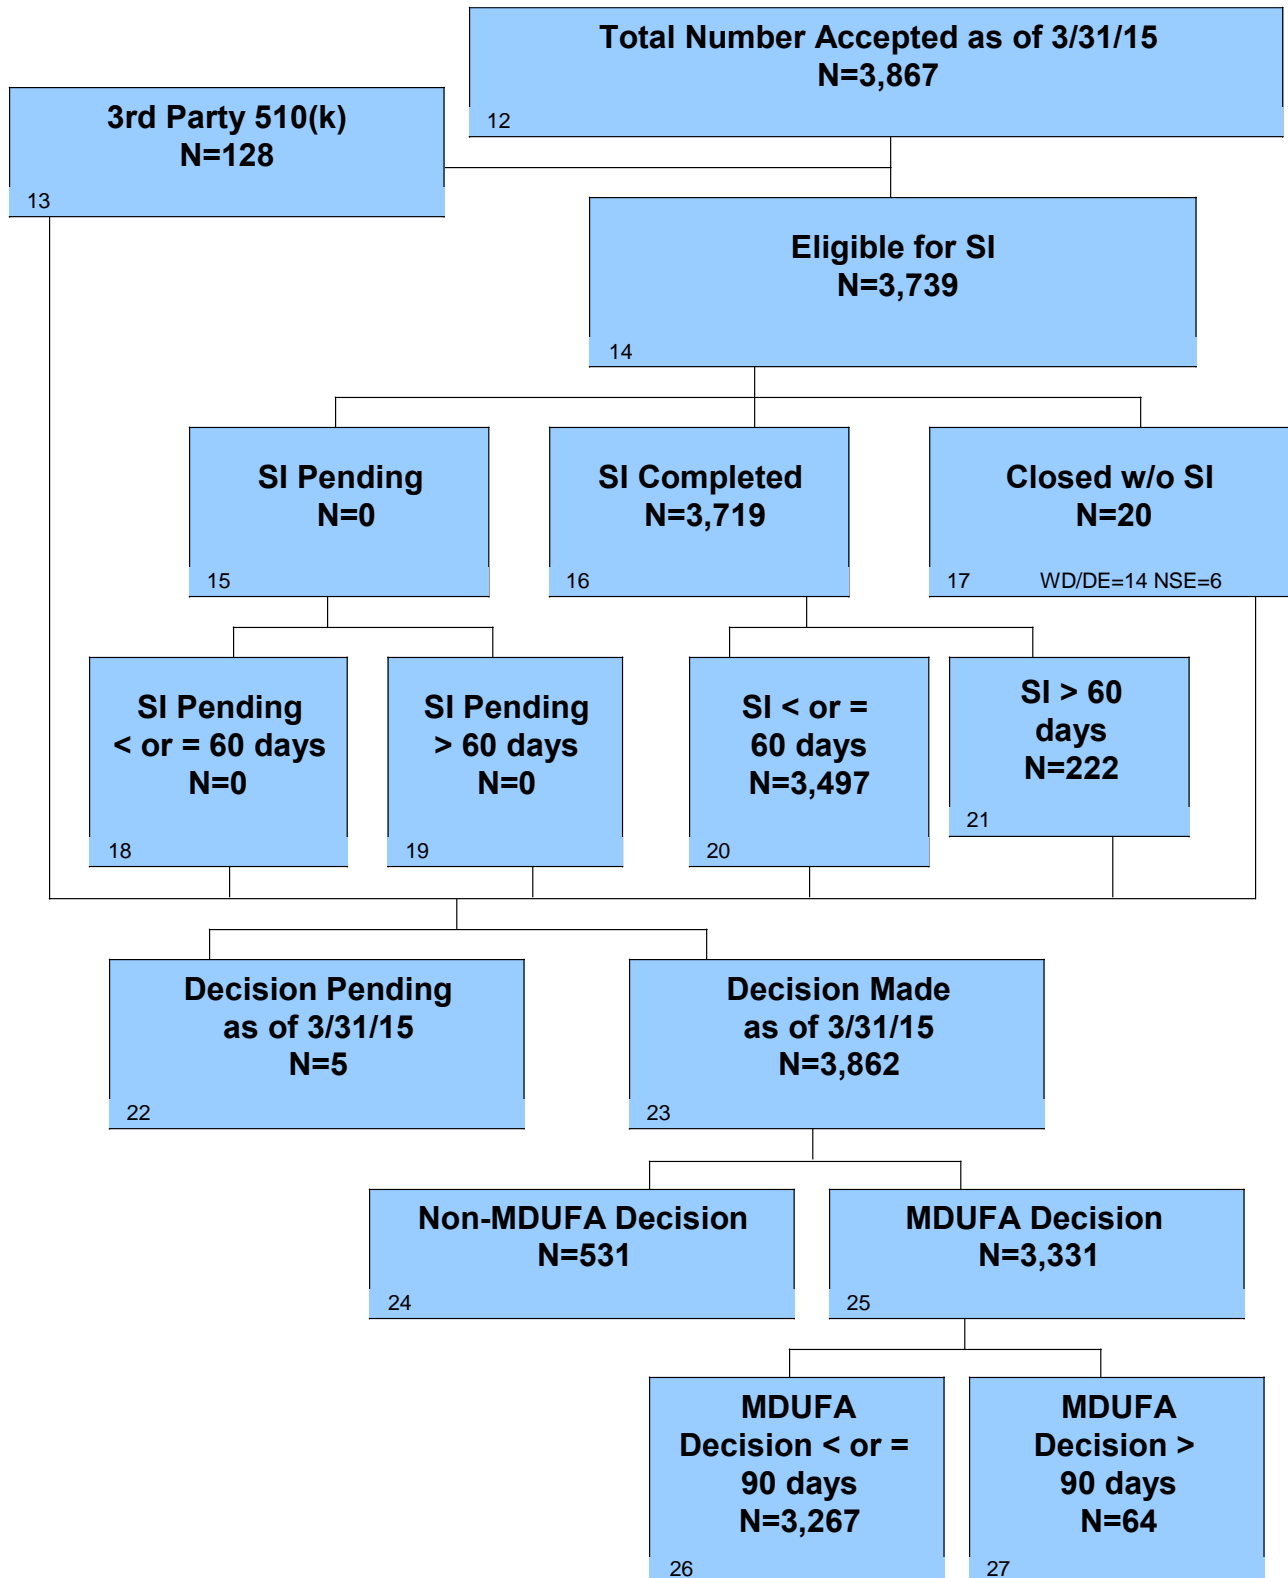 Total Number Accepted as of 3/31/15
N=3,867
12
3rd Party 510(k)
N=128
13
Eligible for SI
N=3,739
14
SI Pending
N=0
15
SI Completed
N=3,719
16
Closed w/o SI
N=20
17 WD/DE=14 NSE=6
SI Pending
< or = 60 days
N=0
18
SI Pending
> 60 days
N=0
19
SI < or =
60 days
N=3,497
20
SI > 60
days
N=222
21
Decision Pending
as of 3/31/15
N=5
22
Decision Made
as of 3/31/15
N=3,862
23
Non-MDUFA Decision
N=531
24
MDUFA Decision
N=3,331
25
MDUFA
Decision < or =
90 days
N=3,267
26
MDUFA
Decision >
90 days
N=64
27